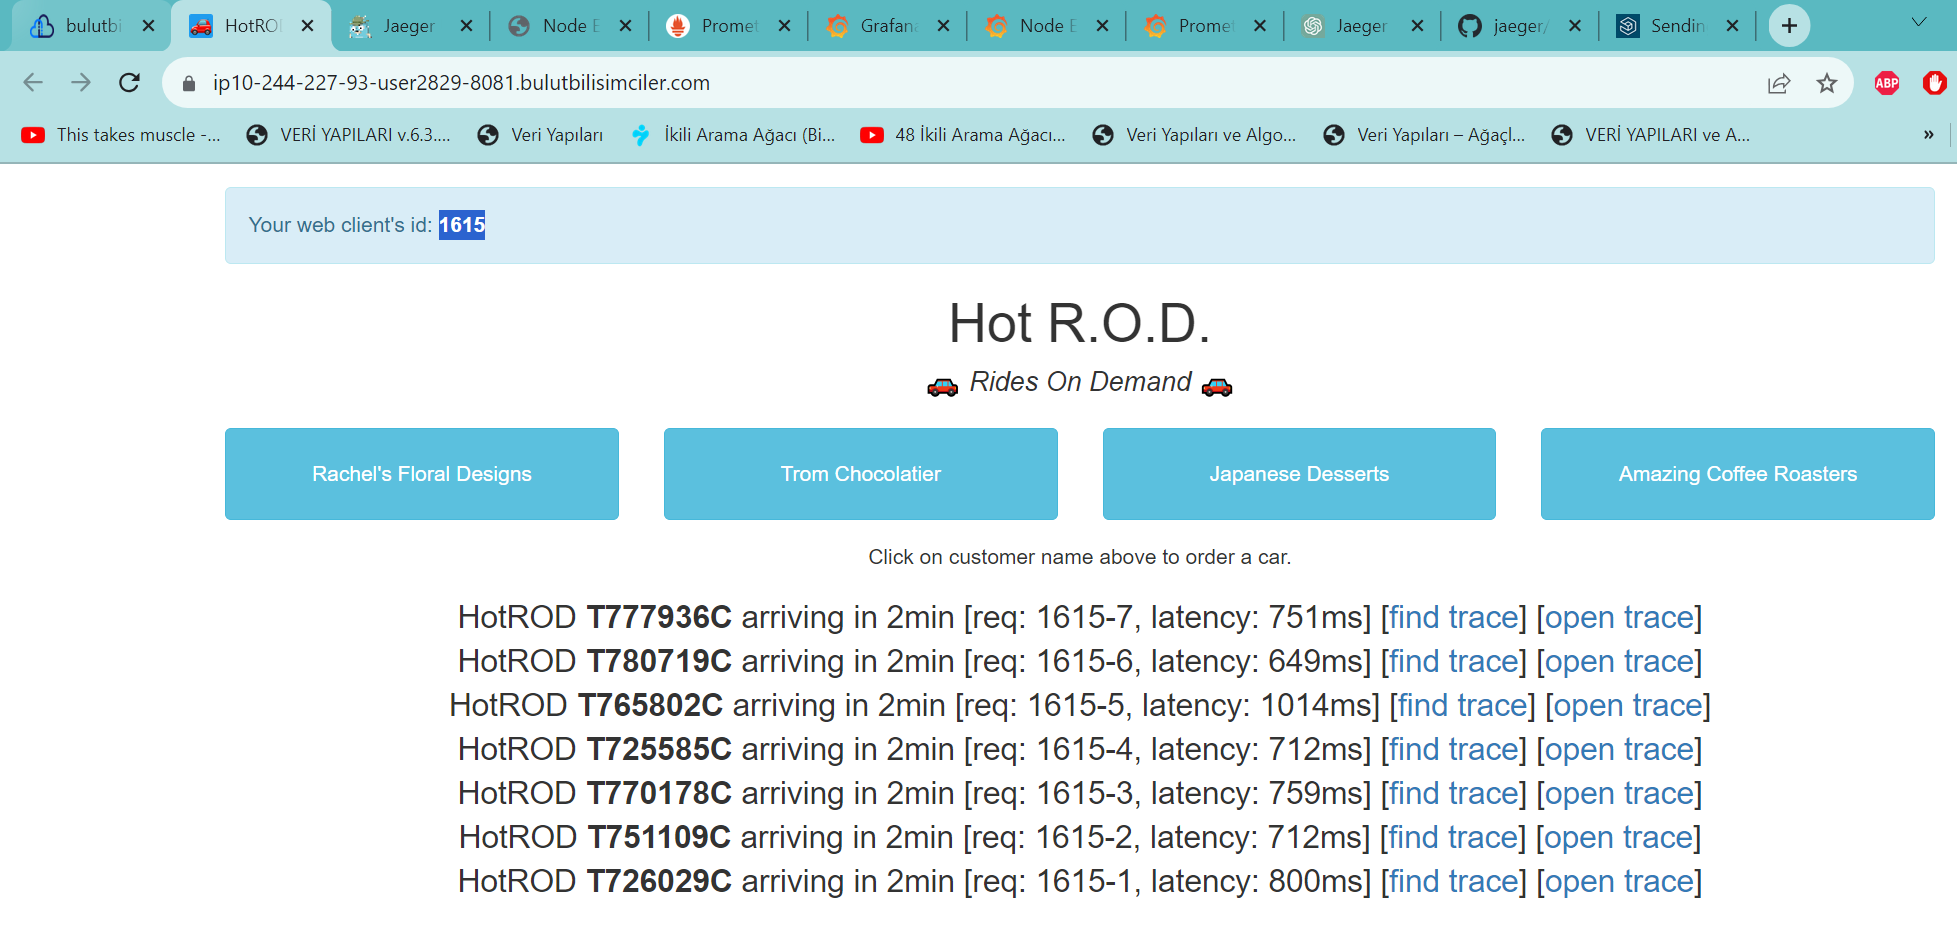 bulutbi
HotRO
Jaeger
Node E
Promet
Grafana
Node E
Promet
Jaeger
jaeger/
Sendin
ip10-244-227-93-user2829-8081.bulutbilisimciler.com
ABP
This takes muscle -...
VERİ YAPILARI v.6.3....
Veri Yapıları
İkili Arama Ağacı (Bi...
48 İkili Arama Ağacı...
Veri Yapıları ve Algo...
Veri Yapıları – Ağaçl...
VERİ YAPILARI ve A...
»
Your web client's id: 1615
Hot R.O.D.
Rides On Demand
Rachel's Floral Designs
Trom Chocolatier
Japanese Desserts
Amazing Coffee Roasters
Click on customer name above to order a car.
HotROD T777936C arriving in 2min [req: 1615-7, latency: 751ms] [find trace] [open trace]
HotROD T780719C arriving in 2min [req: 1615-6, latency: 649ms] [find trace] [open trace]
HotROD T765802C arriving in 2min [req: 1615-5, latency: 1014ms] [find trace] [open trace]
HotROD T725585C arriving in 2min [req: 1615-4, latency: 712ms] [find trace] [open trace]
HotROD T770178C arriving in 2min [req: 1615-3, latency: 759ms] [find trace] [open trace]
HotROD T751109C arriving in 2min [req: 1615-2, latency: 712ms] [find trace] [open trace]
HotROD T726029C arriving in 2min [req: 1615-1, latency: 800ms] [find trace] [open trace]